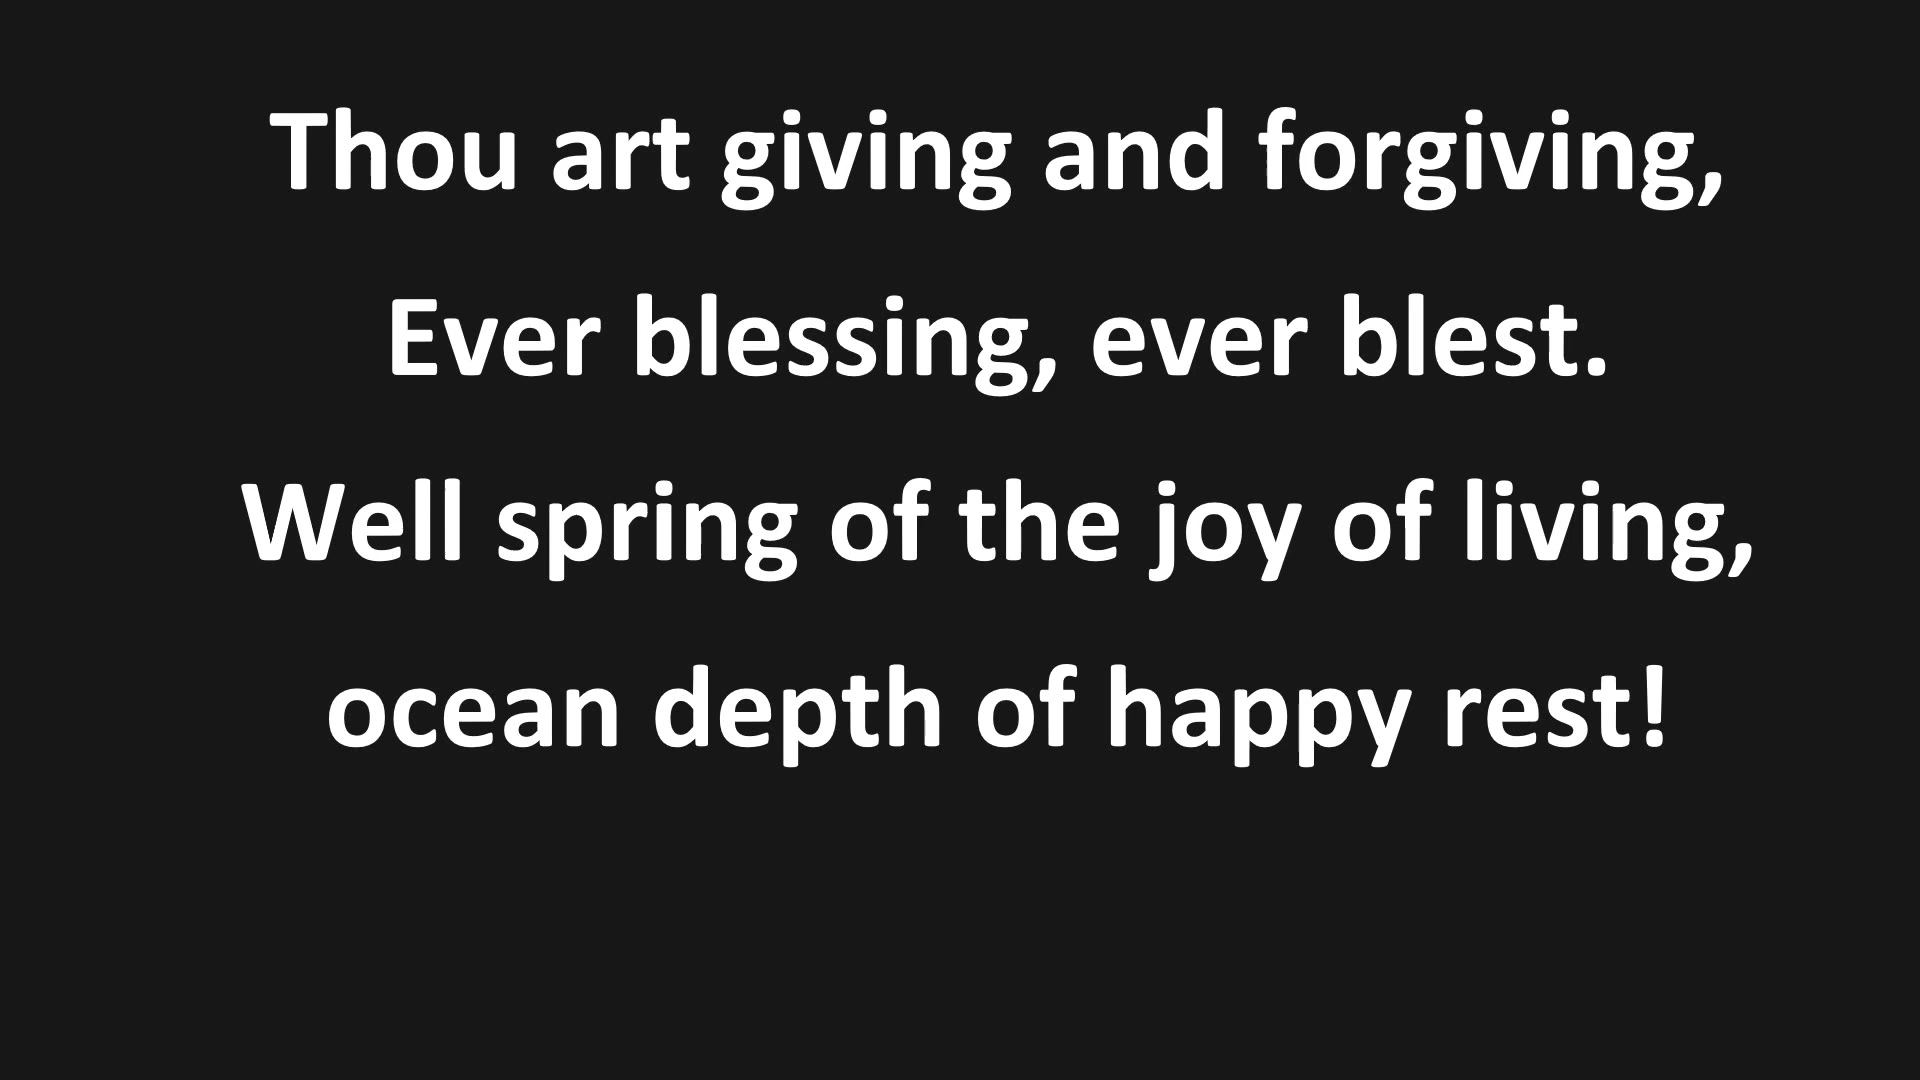 Thou art giving and forgiving,
Ever blessing, ever blest.
Well spring of the joy of living,
ocean depth of happy rest!